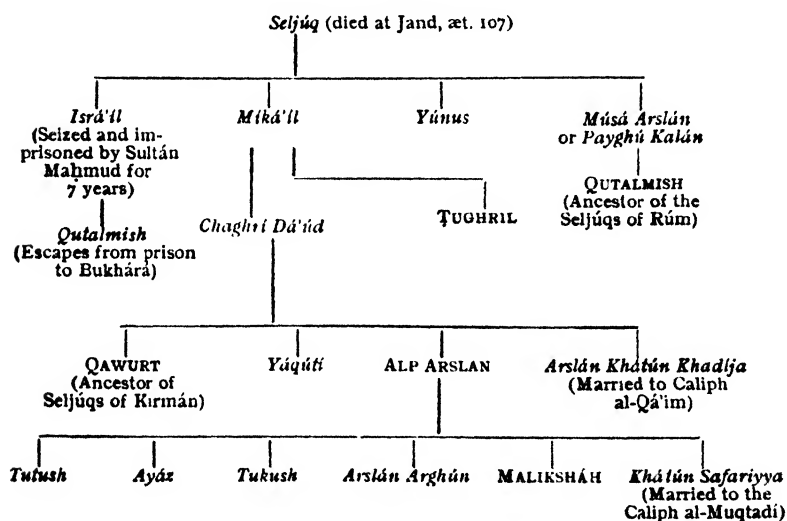 Seljúq (died at Jand, æt. 107)
Isrá'íl
(Seized and im-
prisoned by Sultán
Maḥmud for
7 years)
Míká'íl
Yúnus
Músá Arslán
or Payghú Kalán
Qutalmish
(Escapes from prison
to Bukhárá)
Chaghrí Dá'úd
ṬUGHRIL
QUTALMISH
(Ancestor of the
Seljúqs of Rúm)
QAWURT
(Ancestor of
Seljúqs of Kirmán)
Yáqútí
ALP ARSLAN
Arslán Khátún Khadíja
(Married to Caliph
al-Qá'im)
Tutush
Ayáz
Tukush
Arslán Arghún
MALIKSHÁH
Khátún Safariyya
(Married to the
Caliph al-Muqtadí)